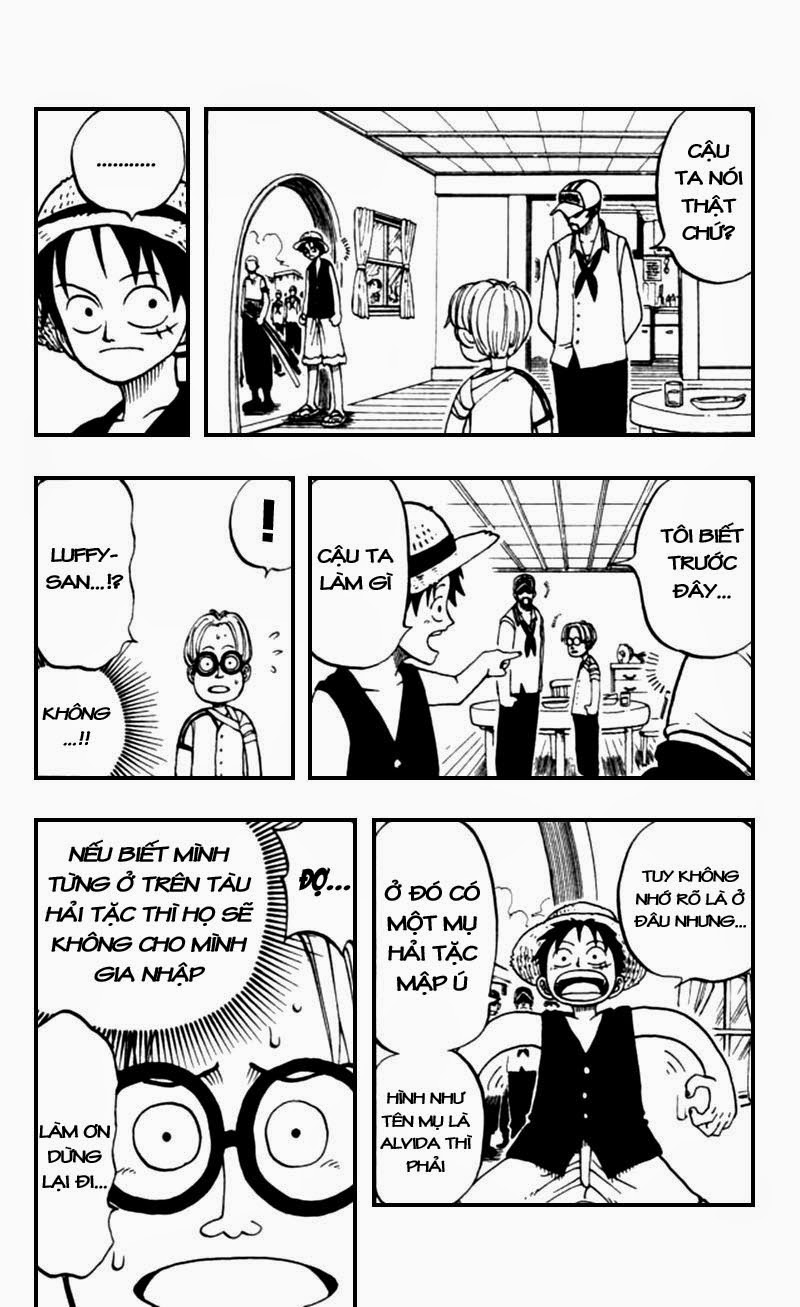 CẬU
TA NÓI
THẬT
CHỨ?
............
TÔI BIẾT
TRƯỚC
ĐÂY...
CẬU TA
LÀM GÌ
!
LUFFY-
SAN...!?
KHÔNG
...!!
TUY KHÔNG
NHỚ RÕ LÀ Ở
ĐÂU NHƯNG...
Ở ĐÓ CÓ
MỘT MỤ
HẢI TẶC
MẬP Ú
HÌNH NHƯ
TÊN MỤ LÀ
ALVIDA THÌ
PHẢI
ĐỢ...
NẾU BIẾT MÌNH
TỪNG Ở TRÊN TÀU
HẢI TẶC THÌ HỌ SẼ
KHÔNG CHO MÌNH
GIA NHẬP
LÀM ƠN
DỪNG
LẠI ĐI...